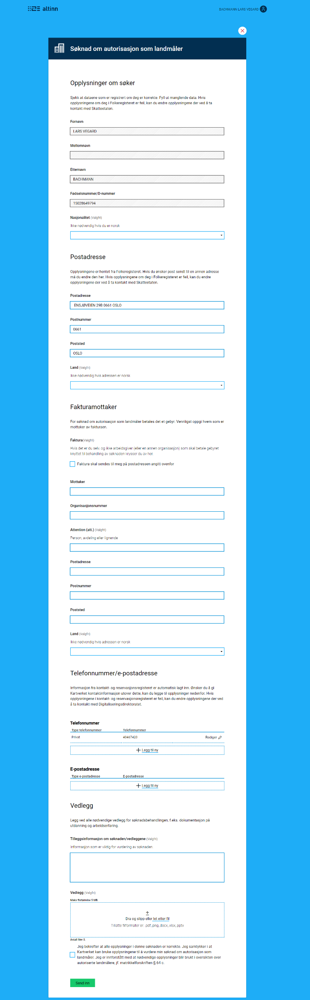 altinn
BACHMANN LARS VEGARD
Søknad om autorisasjon som landmåler
Opplysninger om søker
Sjekk at dataene som er registrert om deg er korrekte. Fyll ut manglende data. Hvis
opplysningene om deg i Folkeregisteret er feil, kan du endre opplysningene der ved å ta
kontakt med Skatteetaten.
Fornavn
LARS VEGARD
Mellomnavn
Etternavn
BACHMANN
Fødselsnummer/D-nummer
15028649794
Nasjonalitet (Valgfri)
Ikke nødvendig hvis du er norsk
Postadresse
Opplysningene er hentet fra Folkeregisteret. Hvis du ønsker post sendt til en annen adresse
må du endre den her. Hvis opplysningene om deg i Folkeregisteret er feil, kan du endre
opplysningene der ved å ta kontakt med Skatteetaten.
Postadresse
ENSJØVEIEN 29B 0661 OSLO
Postnummer
0661
Poststed
OSLO
Land (Valgfri)
Ikke nødvendig hvis adressen er norsk
Fakturamottaker
For søknad om autorisasjon som landmåler betales det et gebyr. Vennligst oppgi hvem som er
mottaker av fakturaen.
Faktura(Valgfri)
Hvis det er du selv, og ikke arbeidsgiver (eller en annen organisasjon) som skal betale gebyret
knyttet til behandling av søknaden krysser du av her.
Faktura skal sendes til meg på postadressen angitt ovenfor
Mottaker
Organisasjonsnummer
Attention (att.) (Valgfri)
Person, avdeling eller lignende
Postadresse
Postnummer
Poststed
Land (Valgfri)
Ikke nødvendig hvis adressen er norsk
Telefonnummer/e-postadresse
Informasjon fra kontakt- og reservasjonsregisteret er automatisk lagt inn. Ønsker du å gi
Kartverket kontaktinformasjon utover dette, kan du legge til opplysninger nedenfor. Hvis
opplysningene i kontakt- og reservasjonsregisteret er feil, kan du endre opplysningene der ved
å ta kontakt med Digitaliseringsdirektoratet.
Telefonnummer
Type telefonnummer Telefonnummer
Privat 40467420 Rediger
Legg til ny
E-postadresse
Type e-postadresse E-postadresse
Legg til ny
Vedlegg
Legg ved alle nødvendige vedlegg for søknadsbehandlingen, f.eks. dokumentasjon på
utdanning og arbeidserfaring.
Tilleggsinformasjon om søknaden/vedleggene (Valgfri)
Informasjon som er viktig for vurdering av søknaden.
Vedlegg (Valgfri)
Maks filstørrelse 5 MB.
Dra og slipp eller let etter fil
Tillatte filformater er: .pdf,.png,.docx,.xlsx,.pptx
Antall filer 0.
Jeg bekrefter at alle opplysninger i denne søknaden er korrekte. Jeg samtykker i at
Kartverket kan bruke opplysningene til å vurdere min søknad om autorisasjon som
landmåler. Jeg er innforstått med at nødvendige opplysninger blir brukt i oversikten over
autoriserte landmålere, jf. matrikkelforskriften § 64 c.
Send inn